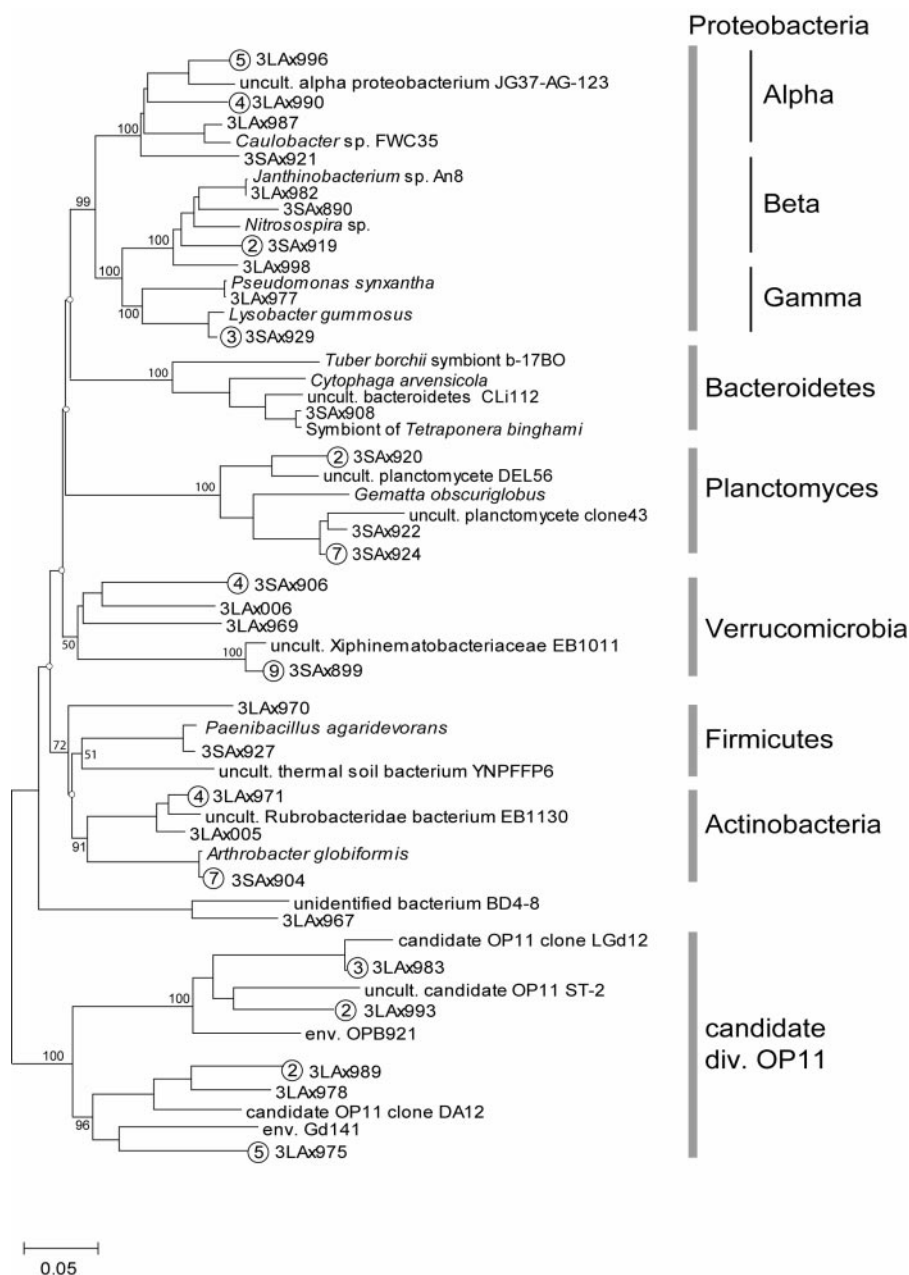 Proteobacteria
⑤ 3LAx996
uncult. alpha proteobacterium JG37-AG-123
④ 3LAx990
3LAx987
100
Caulobacter sp. FWC35
3SAx921
Alpha
Janthinobacterium sp. An8
3LAx982
99
3SAx890
Nitrosospira sp.
100
② 3SAx919
3LAx998
Beta
100
Pseudomonas synxantha
3LAx977
100
Lysobacter gummosus
③ 3SAx929
Gamma
Tuber borchii symbiont b-17BO
100
Cytophaga arvensicola
uncult. bacteroidetes CLi112
3SAx908
Symbiont of Tetraponera binghami
Bacteroidetes
② 3SAx920
uncult. planctomycete DEL56
100
Gematta obscuriglobus
uncult. planctomycete clone43
3SAx922
⑦ 3SAx924
Planctomyces
④ 3SAx906
3LAx006
3LAx969
50
uncult. Xiphinematobacteriaceae EB1011
100
⑨ 3SAx899
Verrucomicrobia
3LAx970
Paenibacillus agaridevorans
72
51
3SAx927
uncult. thermal soil bacterium YNPFFP6
Firmicutes
④ 3LAx971
uncult. Rubrobacteridae bacterium EB1130
3LAx005
91
Arthrobacter globiformis
⑦ 3SAx904
Actinobacteria
unidentified bacterium BD4-8
3LAx967
candidate OP11 clone LGd12
③ 3LAx983
uncult. candidate OP11 ST-2
100
② 3LAx993
env. OPB921
100
② 3LAx989
3LAx978
candidate OP11 clone DA12
96
env. Gd141
⑤ 3LAx975
candidate
div. OP11
0.05